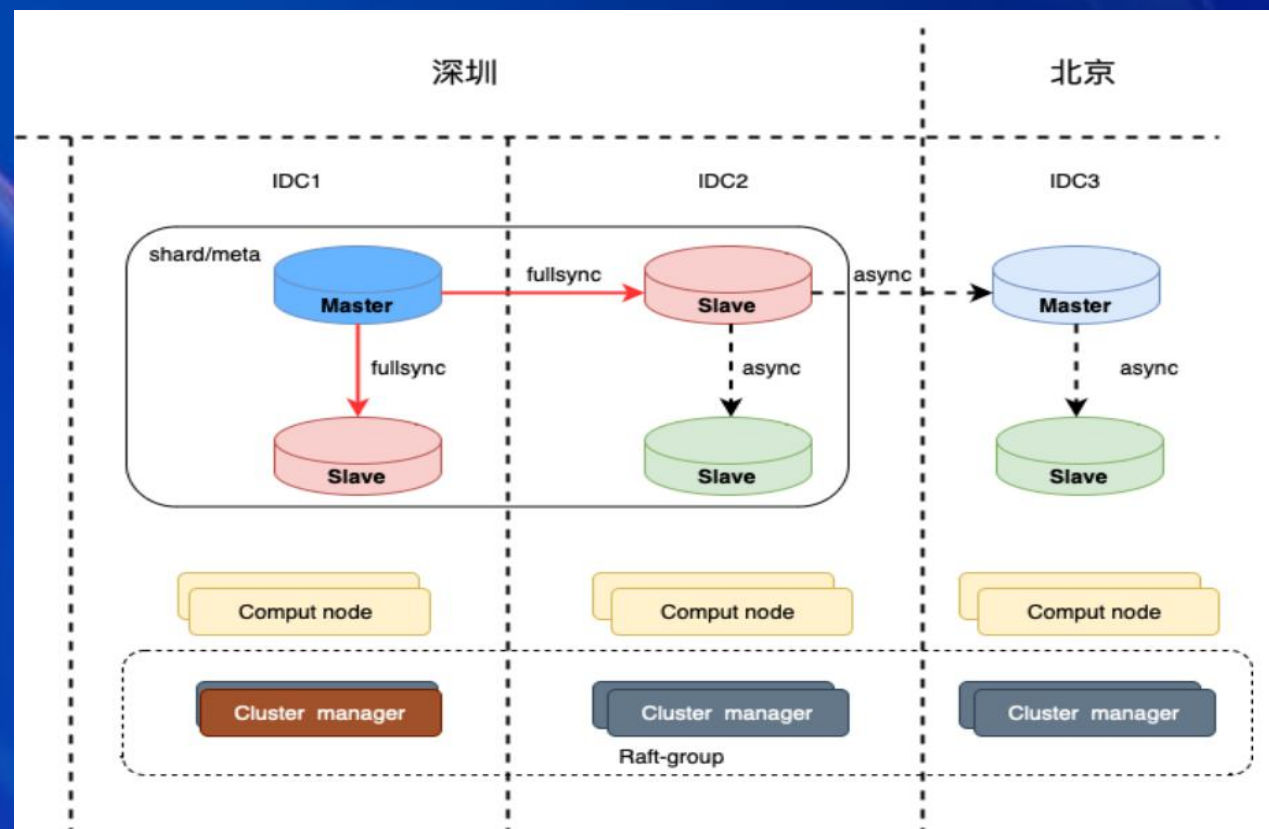 深圳
北京
IDC1
IDC2
IDC3
shard/meta
Master
fullsync
Slave
async
Master
fullsync
async
async
Slave
Slave
Slave
Comput node
Comput node
Comput node
Cluster manager
Cluster manager
Cluster manager
Raft-group